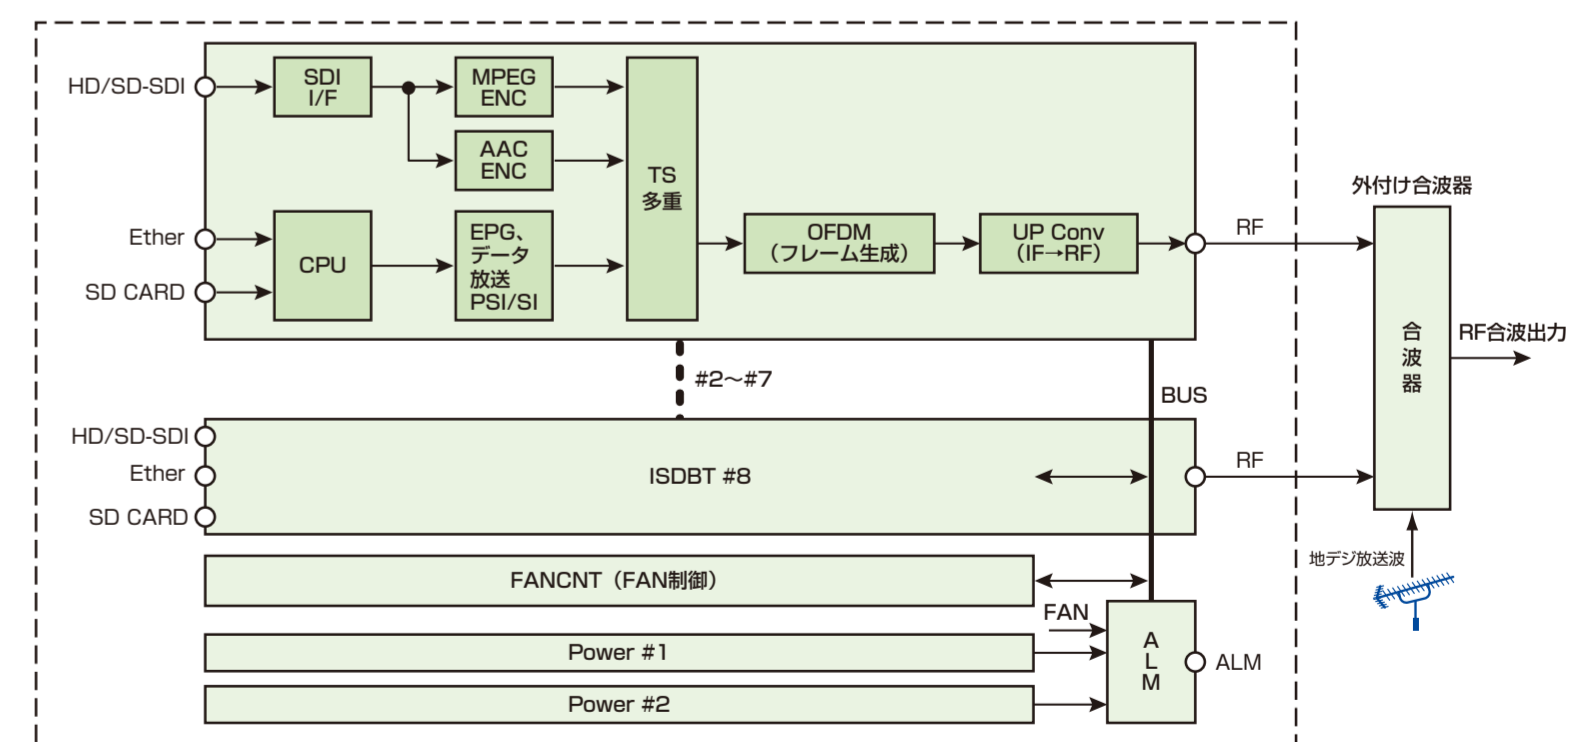 HD/SD-SDI
SDI
I/F
MPEG
ENC
AAC
ENC
TS
多重
Ether
SD CARD
CPU
EPG、
データ
放送
PSI/SI
OFDM
（フレーム生成）
UP Conv
（IF→RF）
RF
外付け合波器
合
波
器
RF合波出力
#2～#7
BUS
HD/SD-SDI
Ether
SD CARD
ISDBT #8
RF
地デジ放送波
FANCNT（FAN制御）
FAN
Power #1
Power #2
A
L
M
ALM